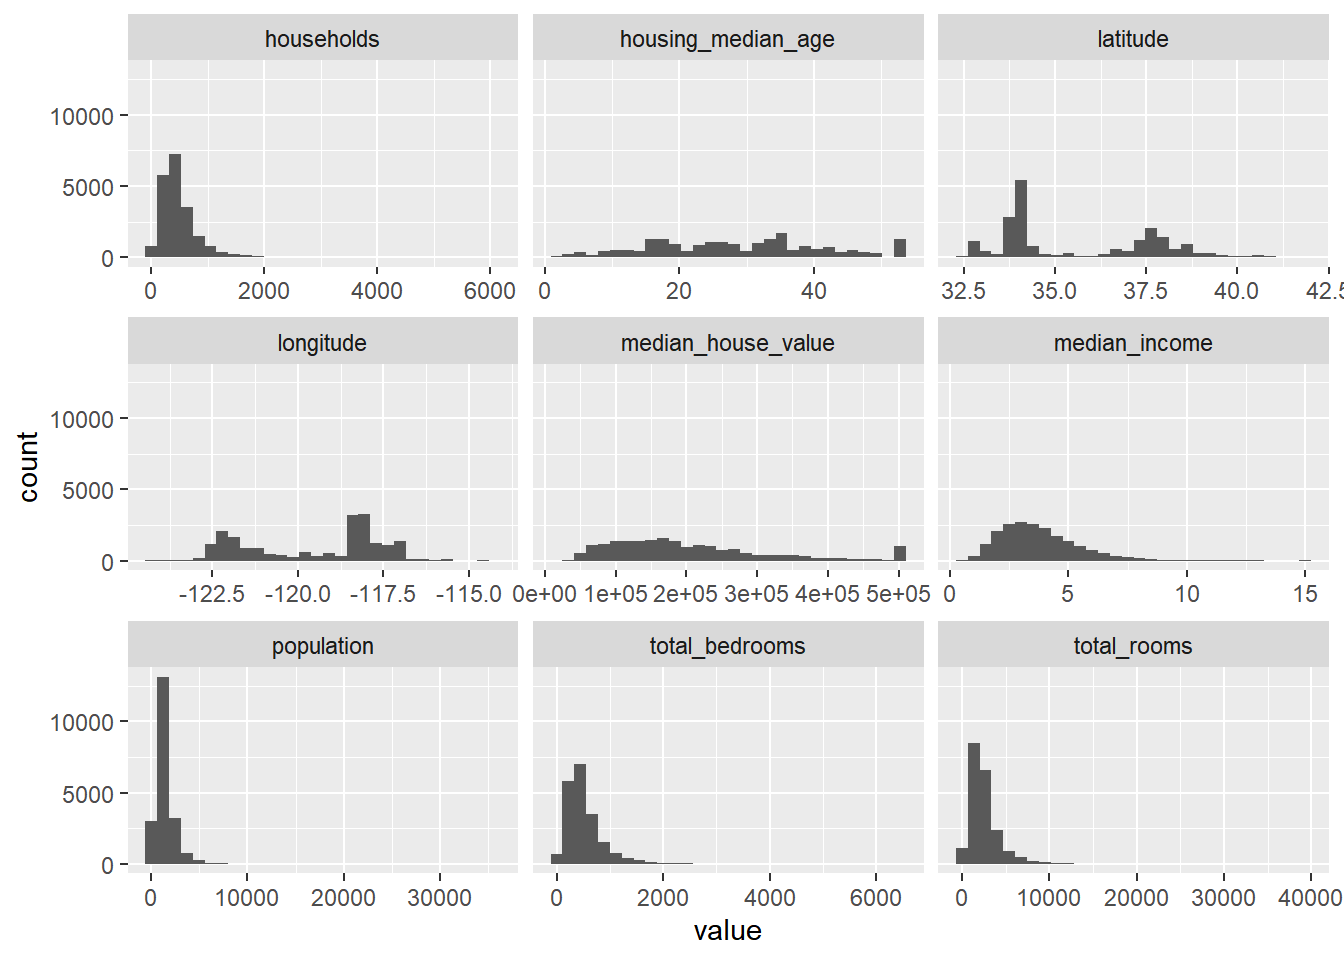 households housing_median_age latitude
10000
5000
0
0 2000 4000 6000 0 20 40 32.5 35.0 37.5 40.0 42.5
longitude median_house_value median_income
10000
5000
0
-122.5 -120.0 -117.5 -115.0 0e+00 1e+05 2e+05 3e+05 4e+05 5e+05 0 5 10 15
population total_bedrooms total_rooms
10000
5000
0
0 10000 20000 30000 0 2000 4000 6000 0 10000 20000 30000 40000
count
value